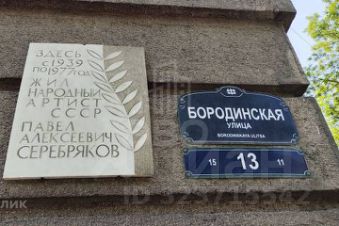 ЗДЕСЬ
С 1939
ПО 1977 ГОД
ЖИЛ
НАРОДНЫЙ
АРТИСТ
СССР
ПАВЕЛ
АЛЕКСЕЕВИЧ
СЕРЕБРЯКОВ
БОРОДИНСКАЯ
УЛИЦА
BORODINSKAYA ULITSA
15 13 11